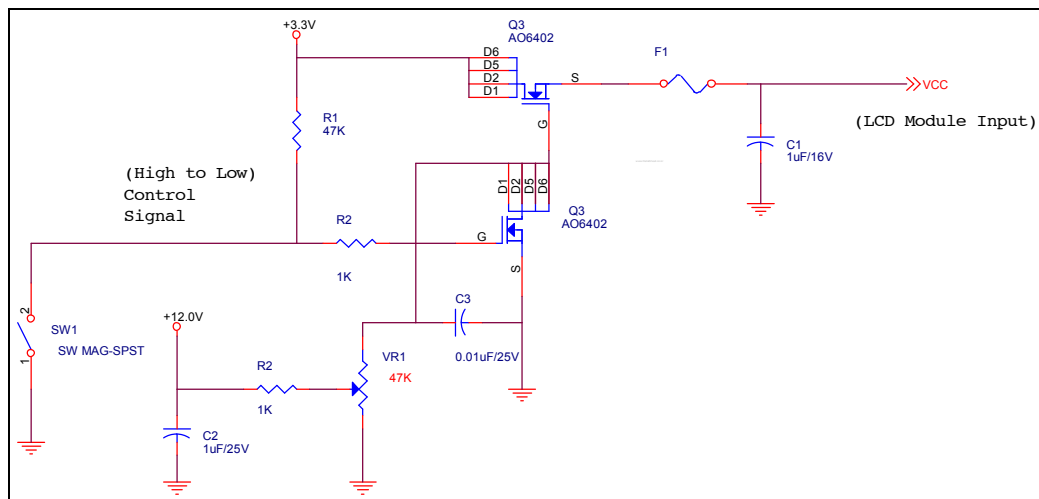 Q3
AO6402
+3.3V
D6
D5
D2
D1
S
G
F1
VCC
(LCD Module Input)
R1
47K
C1
1uF/16V
(High to Low)
Control
Signal
D1
D2
D5
D6
Q3
AO6402
R2
1K
G
S
2
SW1
SW MAG-SPST
1
+12.0V
C3
0.01uF/25V
R2
1K
VR1
47K
C2
1uF/25V